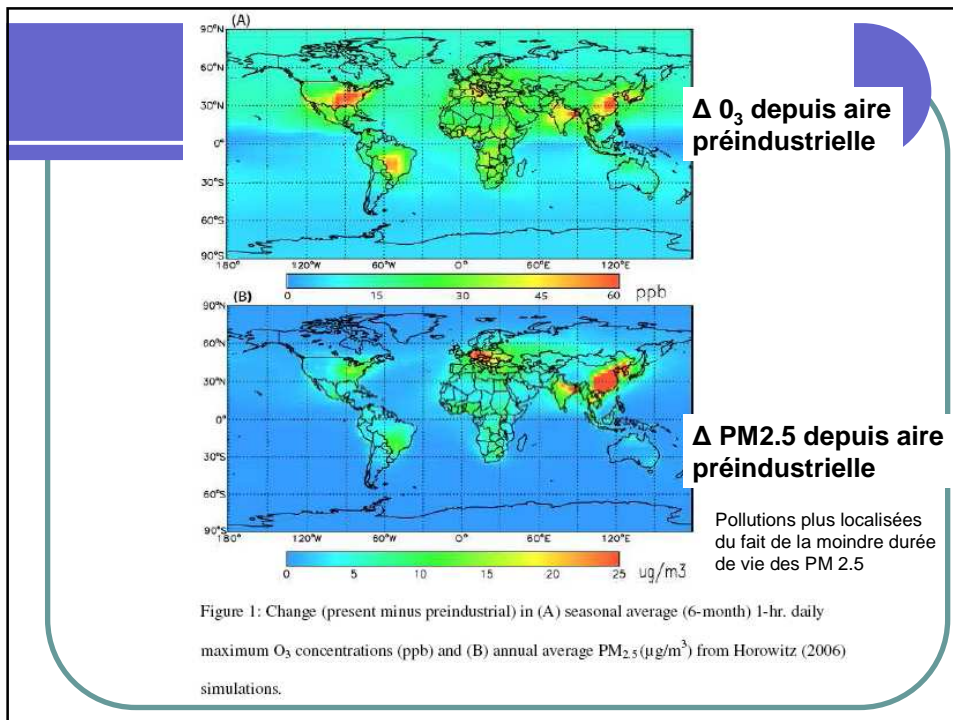 (A)
90°N
60°N
30°N
0°
30°S
60°S
90°S
180° 120°W 60°W 0° 60°E 120°E
0 15 30 45 60 ppb
Δ 0₃ depuis aire
préindustrielle
(B)
90°N
60°N
30°N
0°
30°S
60°S
90°S
180° 120°W 60°W 0° 60°E 120°E
0 5 10 15 20 25 ug/m3
Δ PM2.5 depuis aire
préindustrielle
Pollutions plus localisées
du fait de la moindre durée
de vie des PM 2.5
Figure 1: Change (present minus preindustrial) in (A) seasonal average (6-month) 1-hr. daily
maximum O₃ concentrations (ppb) and (B) annual average PM₂.₅ (μg/m³) from Horowitz (2006)
simulations.